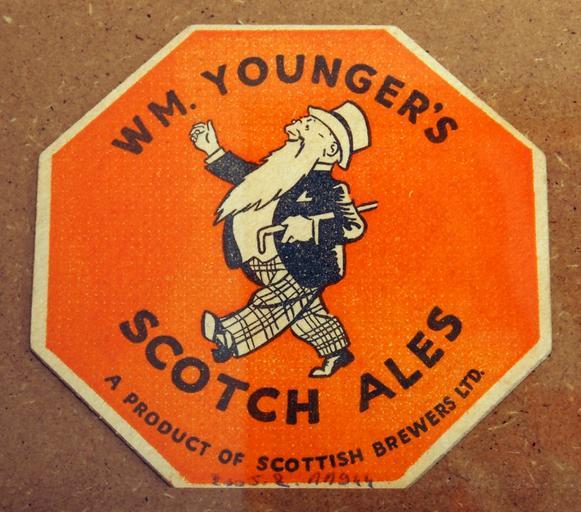 WM. YOUNGER'S
SCOTCH ALES
A PRODUCT OF SCOTTISH BREWERS LTD.